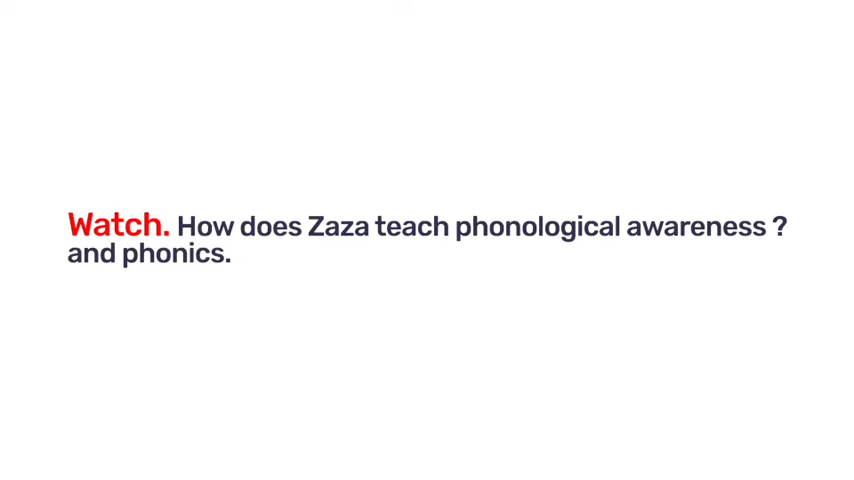 Watch. How does Zaza teach phonological awareness ?
and phonics.